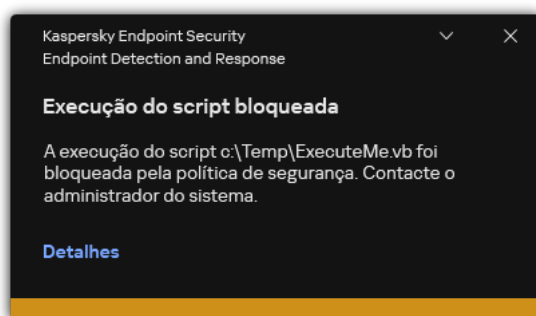 Kaspersky Endpoint Security
Endpoint Detection and Response
Execução do script bloqueada
A execução do script c:\Temp\ExecuteMe.vb foi
bloqueada pela política de segurança. Contacte o
administrador do sistema.
Detalhes